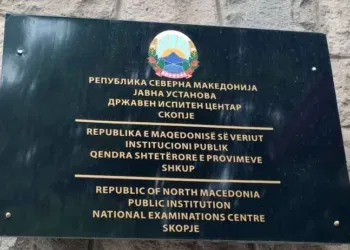 РЕПУБЛИКА СЕВЕРНА МАКЕДОНИЈА
ЈАВНА УСТАНОВА
ДРЖАВЕН ИСПИТЕН ЦЕНТАР
СКОПЈЕ
REPUBLIKA E MAQEDONISË SË VERIUT
INSTITUCIONI PUBLIK
QENDRA SHTETËRORE E PROVIMEVE
SHKUP
REPUBLIC OF NORTH MACEDONIA
PUBLIC INSTITUTION
NATIONAL EXAMINATIONS CENTRE
SKOPJE